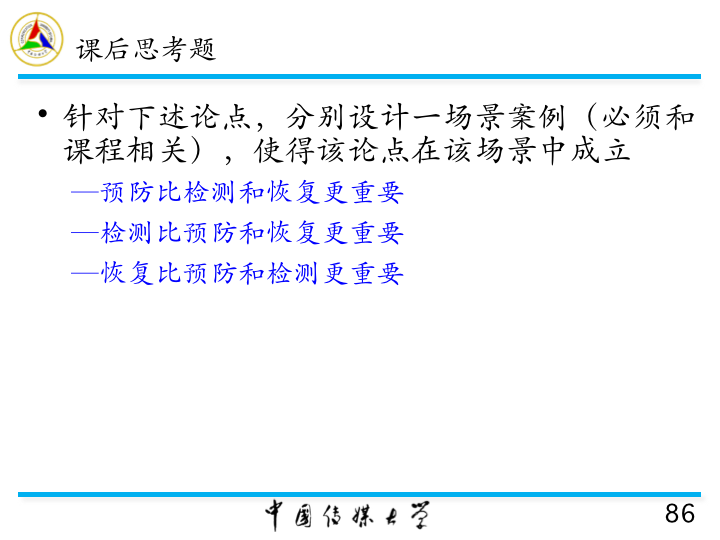 课后思考题
• 针对下述论点，分别设计一场景案例（必须和
课程相关），使得该论点在该场景中成立
—预防比检测和恢复更重要
—检测比预防和恢复更重要
—恢复比预防和检测更重要
中国传媒大学
86